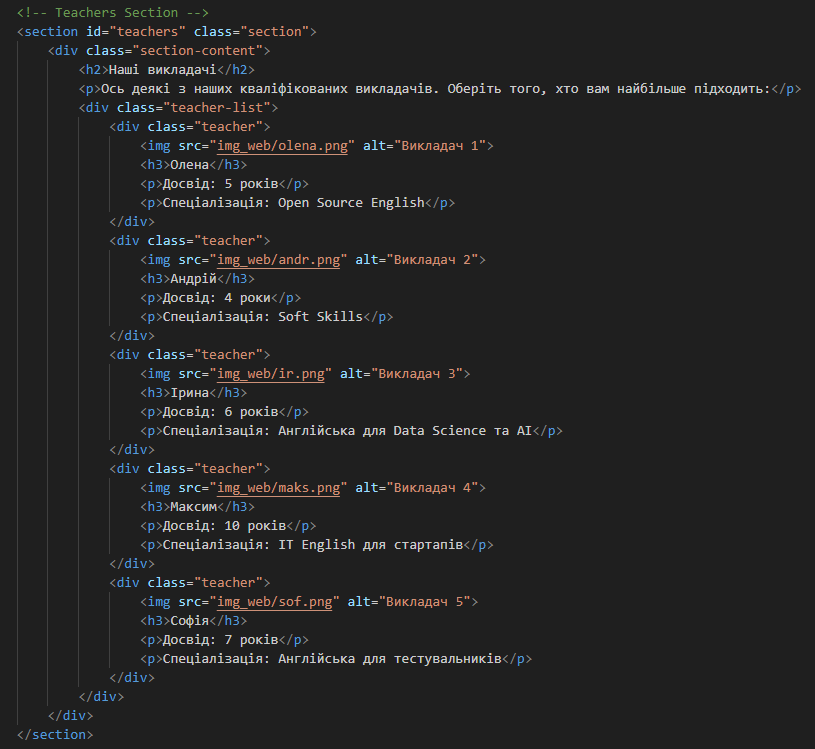 <!-- Teachers Section -->
<section id="teachers" class="section">
<div class="section-content">
<h2>Наші викладачі</h2>
<p>Ось деякі з наших кваліфікованих викладачів. Оберіть того, хто вам найбільше підходить:</p>
<div class="teacher-list">
<div class="teacher">
<img src="img_web/olena.png" alt="Викладач 1">
<h3>Олена</h3>
<p>Досвід: 5 років</p>
<p>Спеціалізація: Open Source English</p>
</div>
<div class="teacher">
<img src="img_web/andr.png" alt="Викладач 2">
<h3>Андрій</h3>
<p>Досвід: 4 роки</p>
<p>Спеціалізація: Soft Skills</p>
</div>
<div class="teacher">
<img src="img_web/ir.png" alt="Викладач 3">
<h3>Ірина</h3>
<p>Досвід: 6 років</p>
<p>Спеціалізація: Англійська для Data Science та AI</p>
</div>
<div class="teacher">
<img src="img_web/maks.png" alt="Викладач 4">
<h3>Максим</h3>
<p>Досвід: 10 років</p>
<p>Спеціалізація: IT English для стартапів</p>
</div>
<div class="teacher">
<img src="img_web/sof.png" alt="Викладач 5">
<h3>Софія</h3>
<p>Досвід: 7 років</p>
<p>Спеціалізація: Англійська для тестувальників</p>
</div>
</div>
</div>
</section>